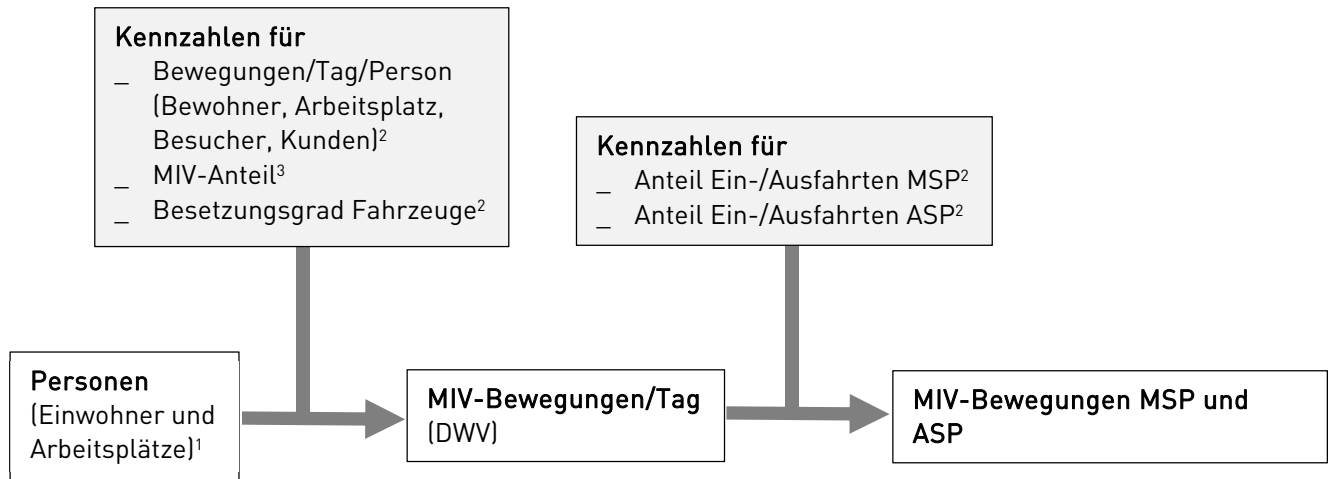 Kennzahlen für
_ Bewegungen/Tag/Person
(Bewohner, Arbeitsplatz,
Besucher, Kunden)²
_ MIV-Anteil³
_ Besetzungsgrad Fahrzeuge²
Kennzahlen für
_ Anteil Ein-/Ausfahrten MSP²
_ Anteil Ein-/Ausfahrten ASP²
Personen
(Einwohner und
Arbeitsplätze)¹
MIV-Bewegungen/Tag
(DWV)
MIV-Bewegungen MSP und
ASP